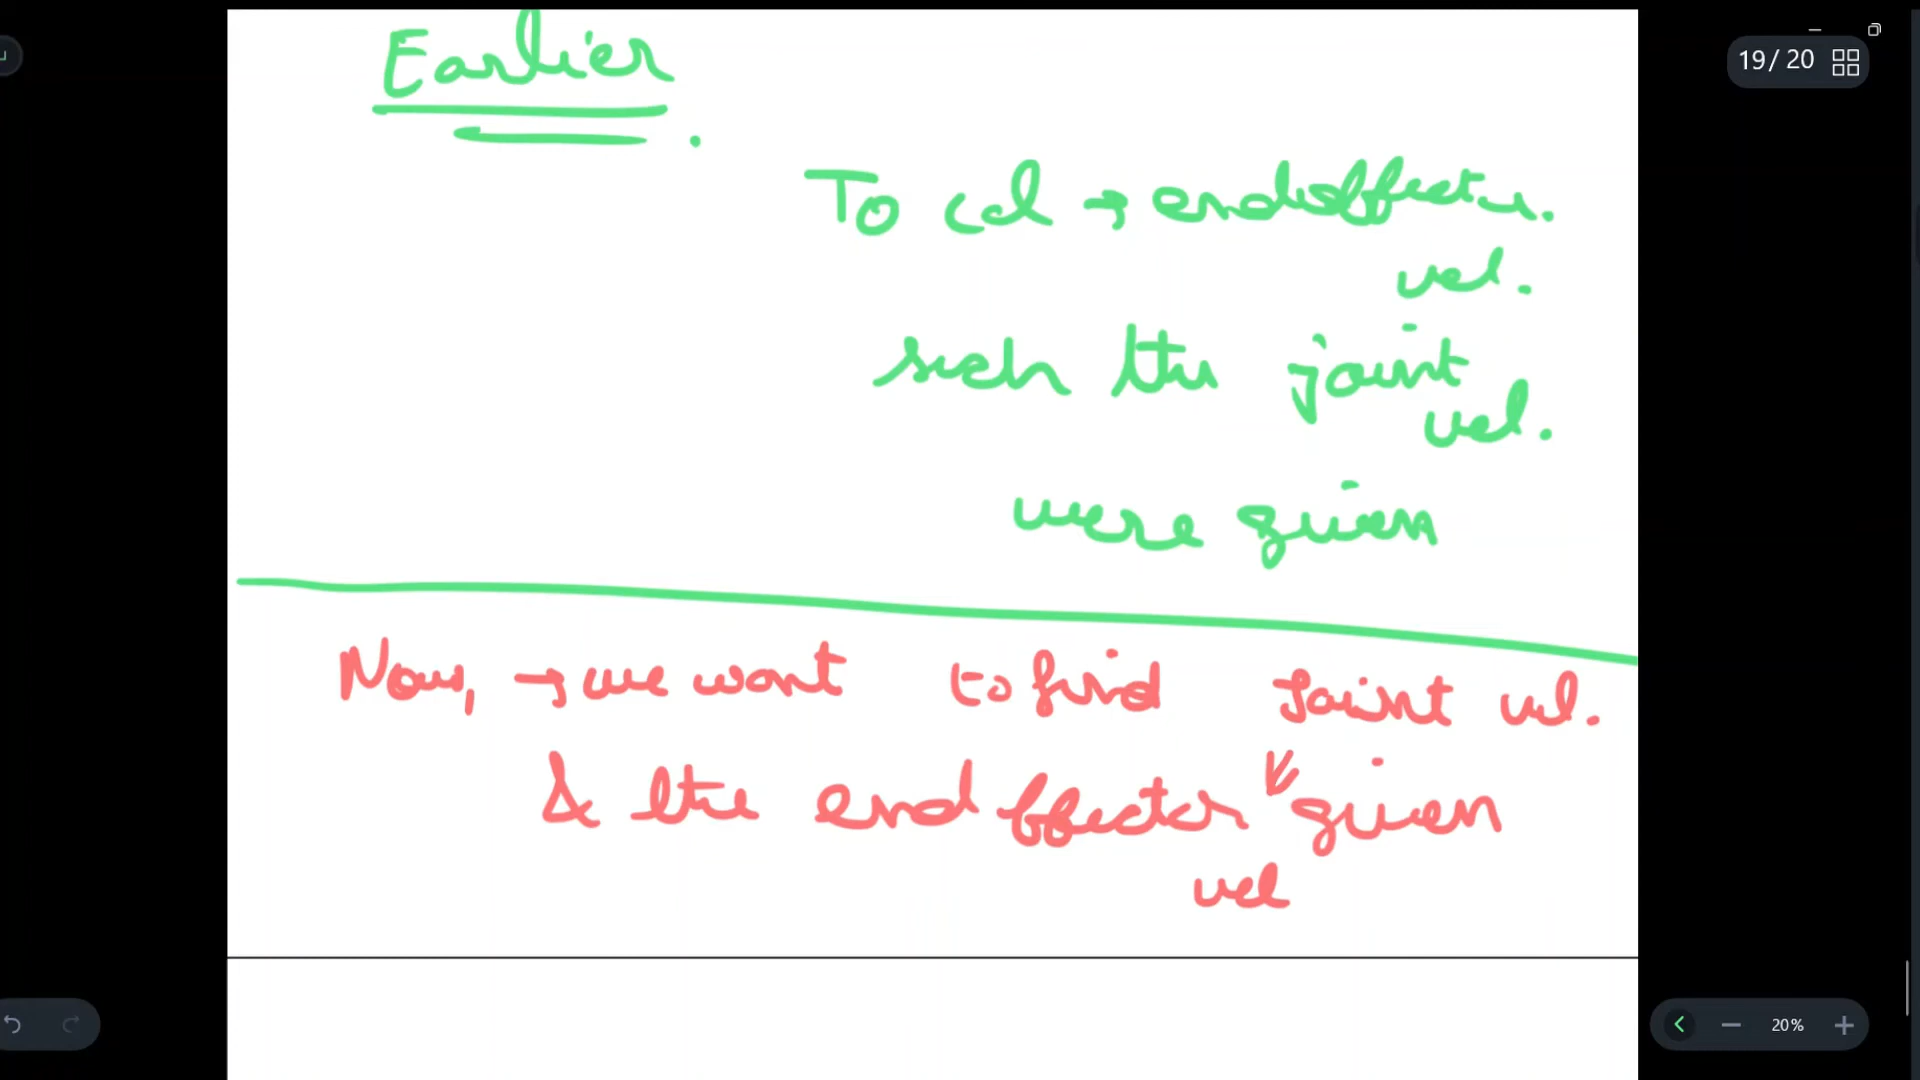 Earlier
19/ 20
To cal → endeffector.
vel.
such the joint
vel.
were given
Now, → we want to find Joint vel.
& the end effector given
vel
20%